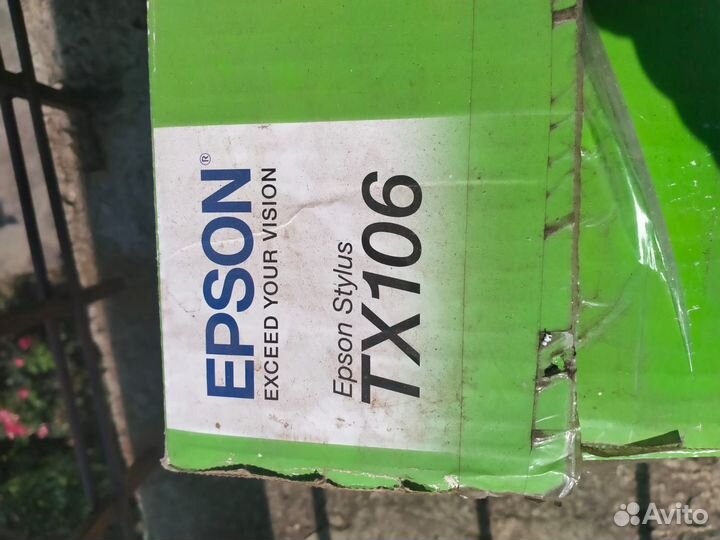 EPSON®
EXCEED YOUR VISION
Epson Stylus
TX106
Avito